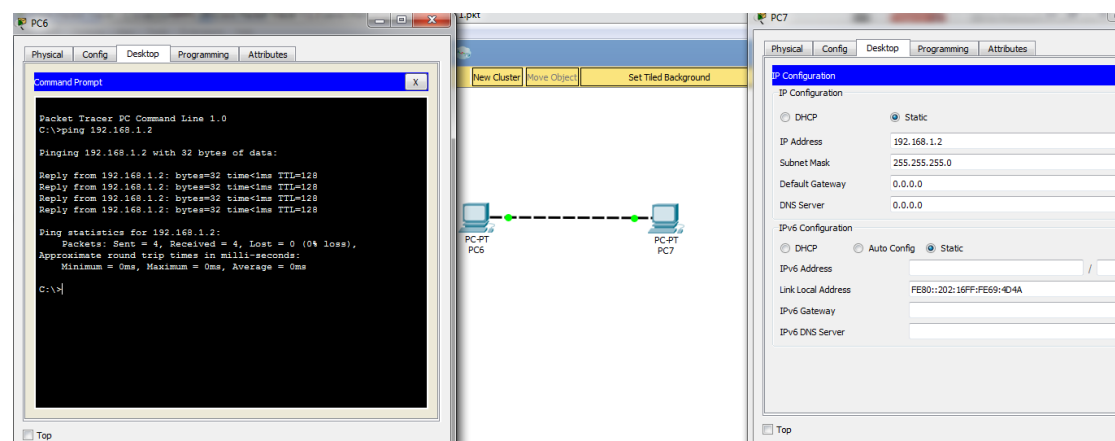 PC6
Physical Config Desktop Programming Attributes
Command Prompt X
Packet Tracer PC Command Line 1.0
C:\>ping 192.168.1.2
Pinging 192.168.1.2 with 32 bytes of data:
Reply from 192.168.1.2: bytes=32 time<1ms TTL=128
Reply from 192.168.1.2: bytes=32 time<1ms TTL=128
Reply from 192.168.1.2: bytes=32 time<1ms TTL=128
Reply from 192.168.1.2: bytes=32 time<1ms TTL=128
Ping statistics for 192.168.1.2:
Packets: Sent = 4, Received = 4, Lost = 0 (0% loss),
Approximate round trip times in milli-seconds:
Minimum = 0ms, Maximum = 0ms, Average = 0ms
C:\>
Top
1.pkt
New Cluster Move Object Set Tiled Background
PC-PT
PC6
PC-PT
PC7
PC7
Physical Config Desktop Programming Attributes
IP Configuration
IP Configuration
DHCP Static
IP Address 192.168.1.2
Subnet Mask 255.255.255.0
Default Gateway 0.0.0.0
DNS Server 0.0.0.0
IPv6 Configuration
DHCP Auto Config Static
IPv6 Address /
Link Local Address FE80::202:16FF:FE69:4D4A
IPv6 Gateway
IPv6 DNS Server
Top